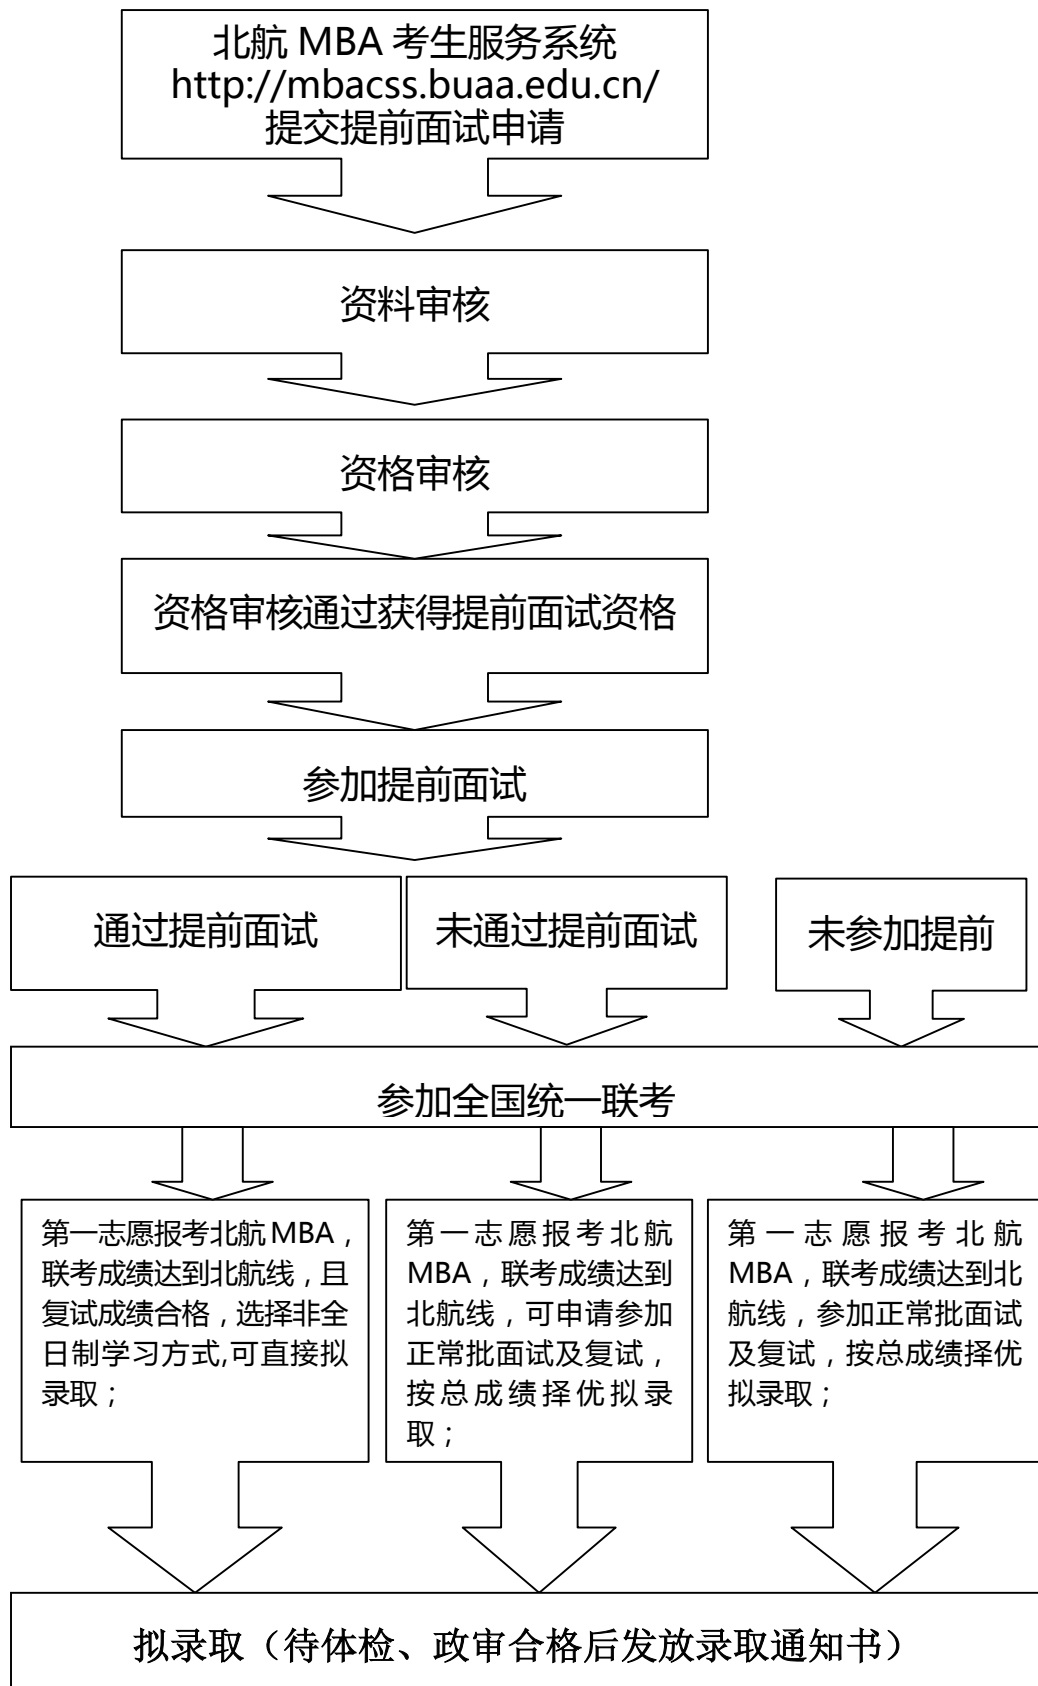 北航 MBA 考生服务系统
http://mbacss.buaa.edu.cn/
提交提前面试申请
资料审核
资格审核
资格审核通过获得提前面试资格
参加提前面试
通过提前面试
未通过提前面试
未参加提前
参加全国统一联考
第一志愿报考北航 MBA，
联考成绩达到北航线，且
复试成绩合格，选择非全
日制学习方式,可直接拟
录取；
第一志愿报考北航
MBA，联考成绩达到
北航线，可申请参加
正常批面试及复试，
按总成绩择优拟录
取；
第一志愿报考北航
MBA，联考成绩达到北
航线，参加正常批面试
及复试，按总成绩择优
拟录取；
拟录取（待体检、政审合格后发放录取通知书）